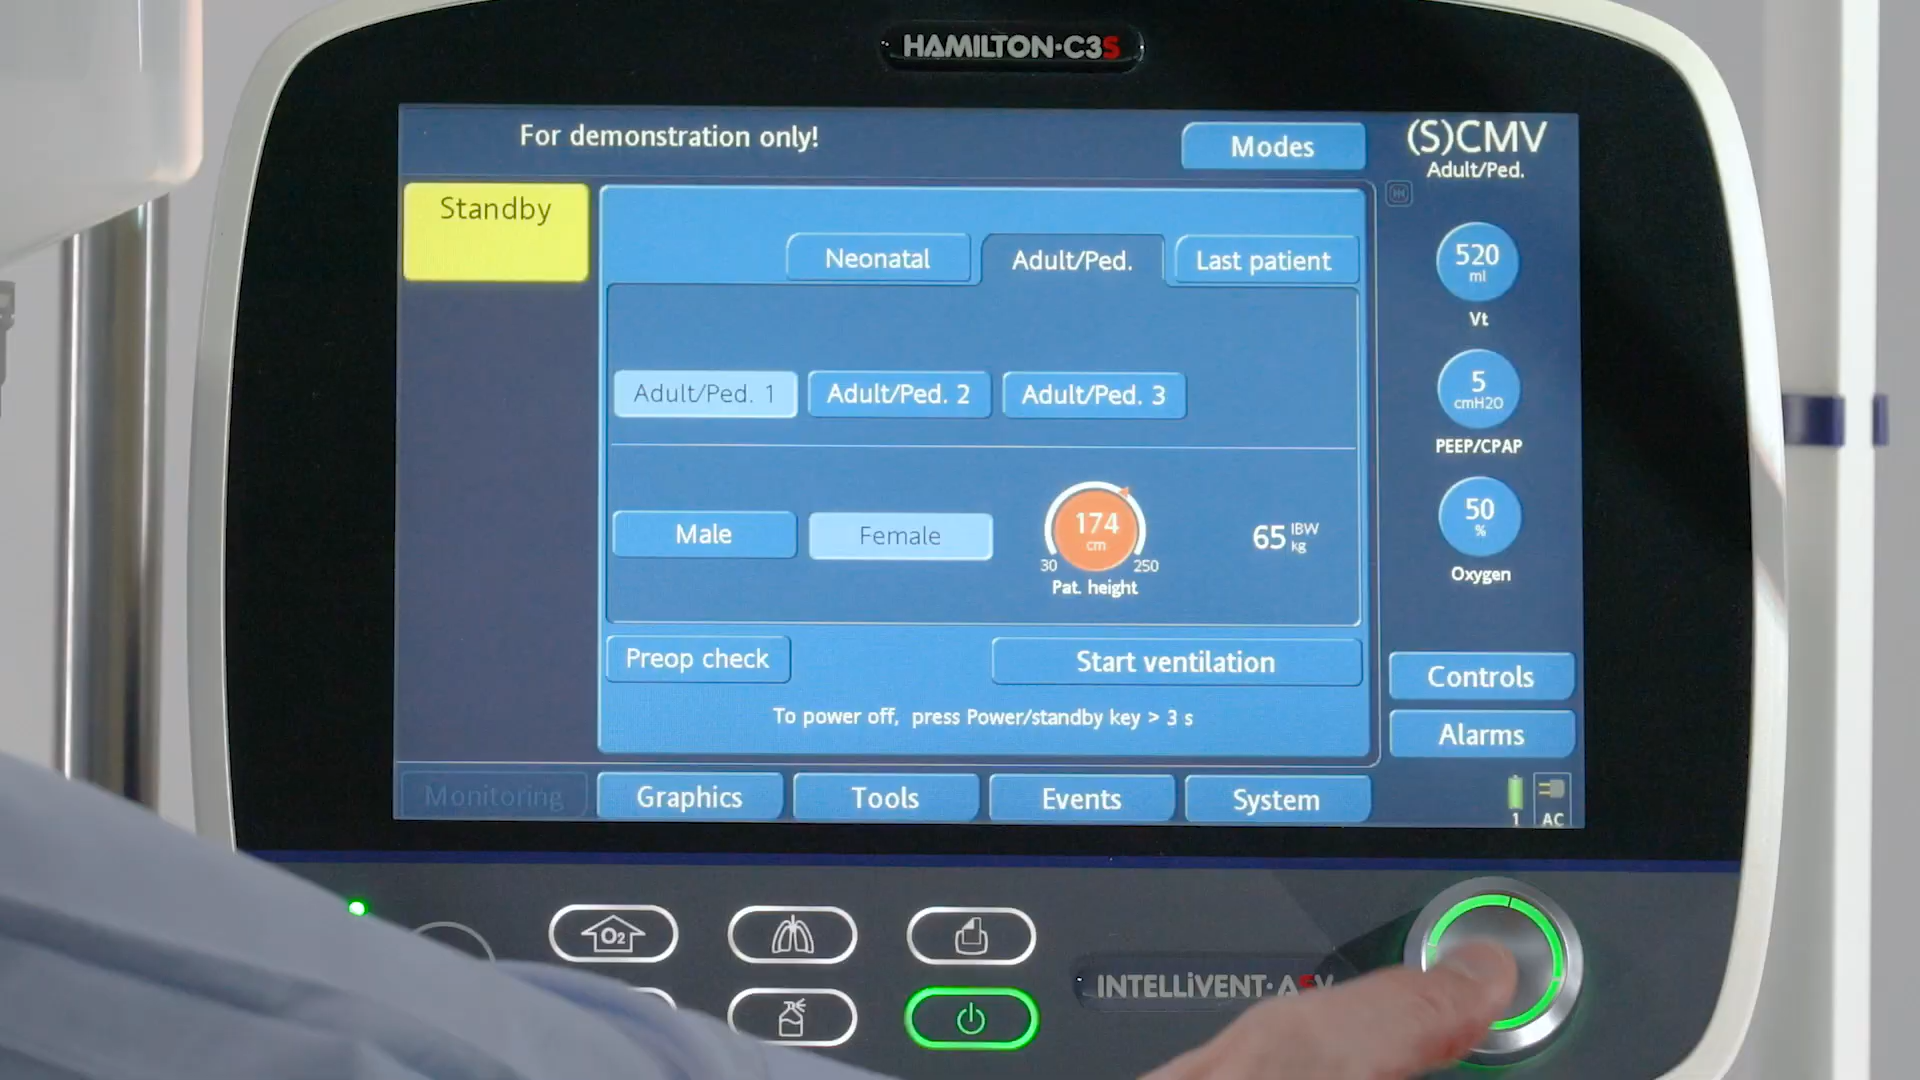 HAMILTON·C3S
For demonstration only!
Modes
(S)CMV
Adult/Ped.
Standby
Neonatal
Adult/Ped.
Last patient
520
ml
Vt
Adult/Ped. 1
Adult/Ped. 2
Adult/Ped. 3
5
cmH2O
PEEP/CPAP
Male
Female
174
cm
30
250
Pat. height
65 IBW
kg
50
%
Oxygen
Preop check
Start ventilation
To power off, press Power/standby key > 3 s
Controls
Alarms
Monitoring
Graphics
Tools
Events
System
1
AC
O2
INTELLiVENT·ASV